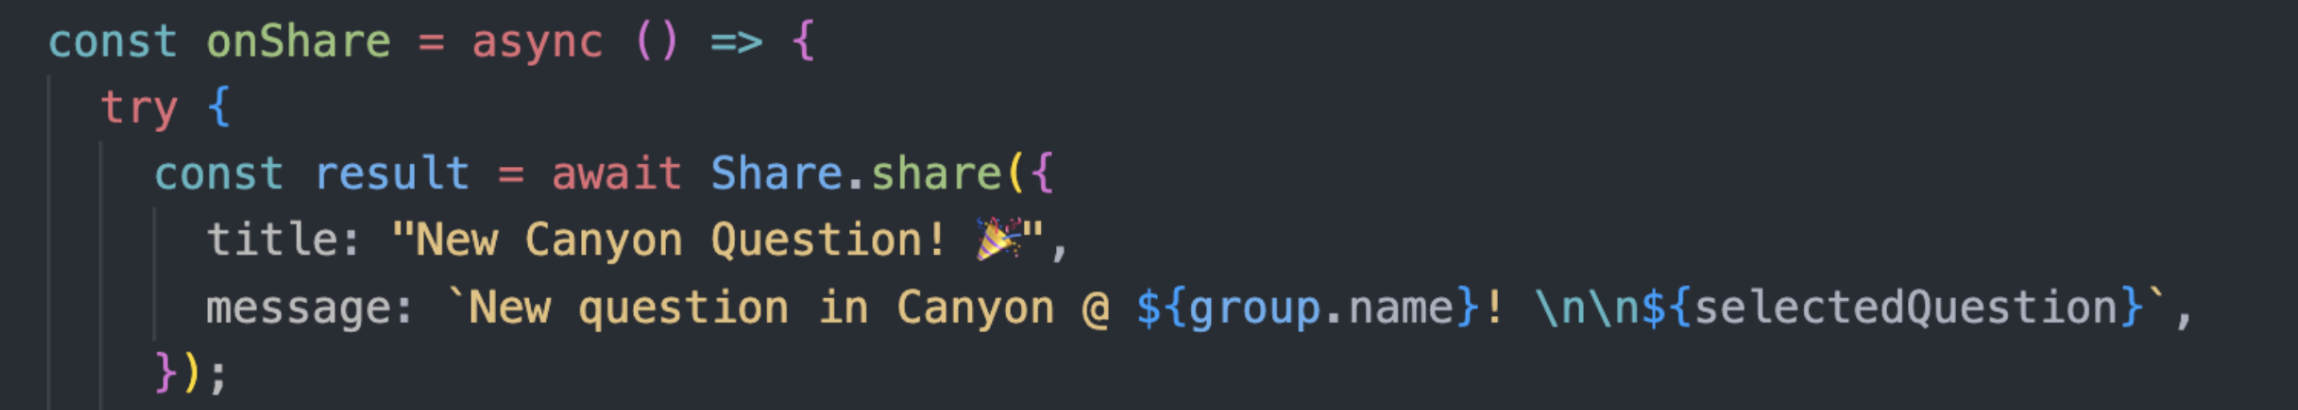 const onShare = async () => {
try {
const result = await Share.share({
title: "New Canyon Question! 🎉",
message: `New question in Canyon @ ${group.name}! \n\n${selectedQuestion}`,
});